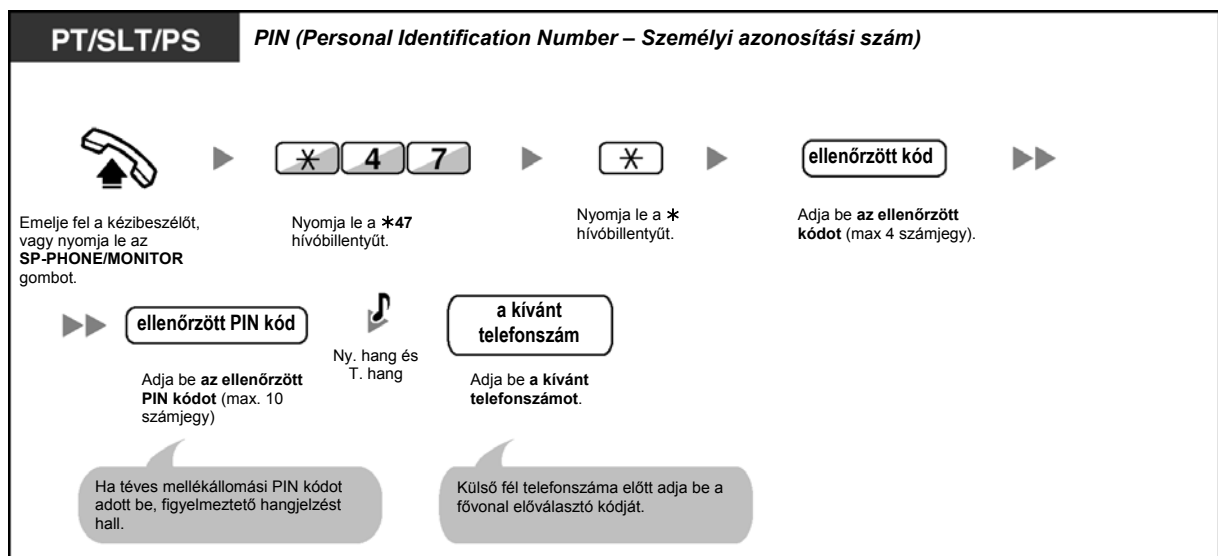 PT/SLT/PS
PIN (Personal Identification Number – Személyi azonosítási szám)
* 4 7
*
ellenőrzött kód
Emelje fel a kézibeszélőt,
vagy nyomja le az
SP-PHONE/MONITOR
gombot.
Nyomja le a *47
hívóbillentyűt.
Nyomja le a *
hívóbillentyűt.
Adja be az ellenőrzött
kódot (max 4 számjegy).
ellenőrzött PIN kód
Ny. hang és
T. hang
a kívánt
telefonszám
Adja be az ellenőrzött
PIN kódot (max. 10
számjegy)
Adja be a kívánt
telefonszámot.
Ha téves mellékállomási PIN kódot
adott be, figyelmeztető hangjelzést
hall.
Külső fél telefonszáma előtt adja be a
fővonal előválasztó kódját.